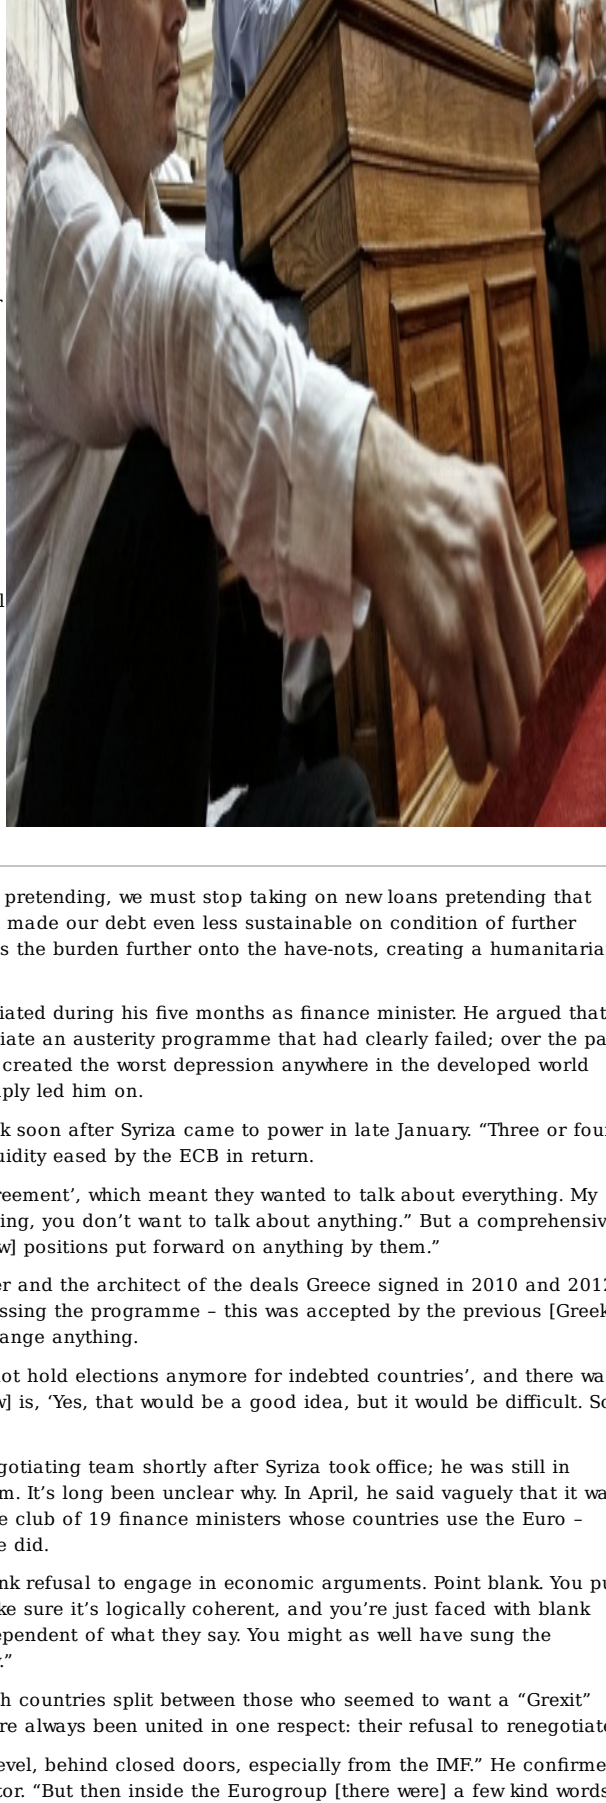 pretending, we must stop taking on new loans pretending that
made our debt even less sustainable on condition of further
s the burden further onto the have-nots, creating a humanitaria
iated during his five months as finance minister. He argued that
iate an austerity programme that had clearly failed; over the pa
created the worst depression anywhere in the developed world
ply led him on.
k soon after Syriza came to power in late January. “Three or fou
uidity eased by the ECB in return.
reement’, which meant they wanted to talk about everything. My
ing, you don’t want to talk about anything.” But a comprehensiv
w] positions put forward on anything by them.”
er and the architect of the deals Greece signed in 2010 and 2012
ssing the programme – this was accepted by the previous [Greek
ange anything.
ot hold elections anymore for indebted countries’, and there wa
w] is, ‘Yes, that would be a good idea, but it would be difficult. So
gotiating team shortly after Syriza took office; he was still in
m. It’s long been unclear why. In April, he said vaguely that it wa
e club of 19 finance ministers whose countries use the Euro –
e did.
nk refusal to engage in economic arguments. Point blank. You pu
ke sure it’s logically coherent, and you’re just faced with blank
ependent of what they say. You might as well have sung the
.”
h countries split between those who seemed to want a “Grexit”
re always been united in one respect: their refusal to renegotiate
evel, behind closed doors, especially from the IMF.” He confirme
tor. “But then inside the Eurogroup [there were] a few kind words